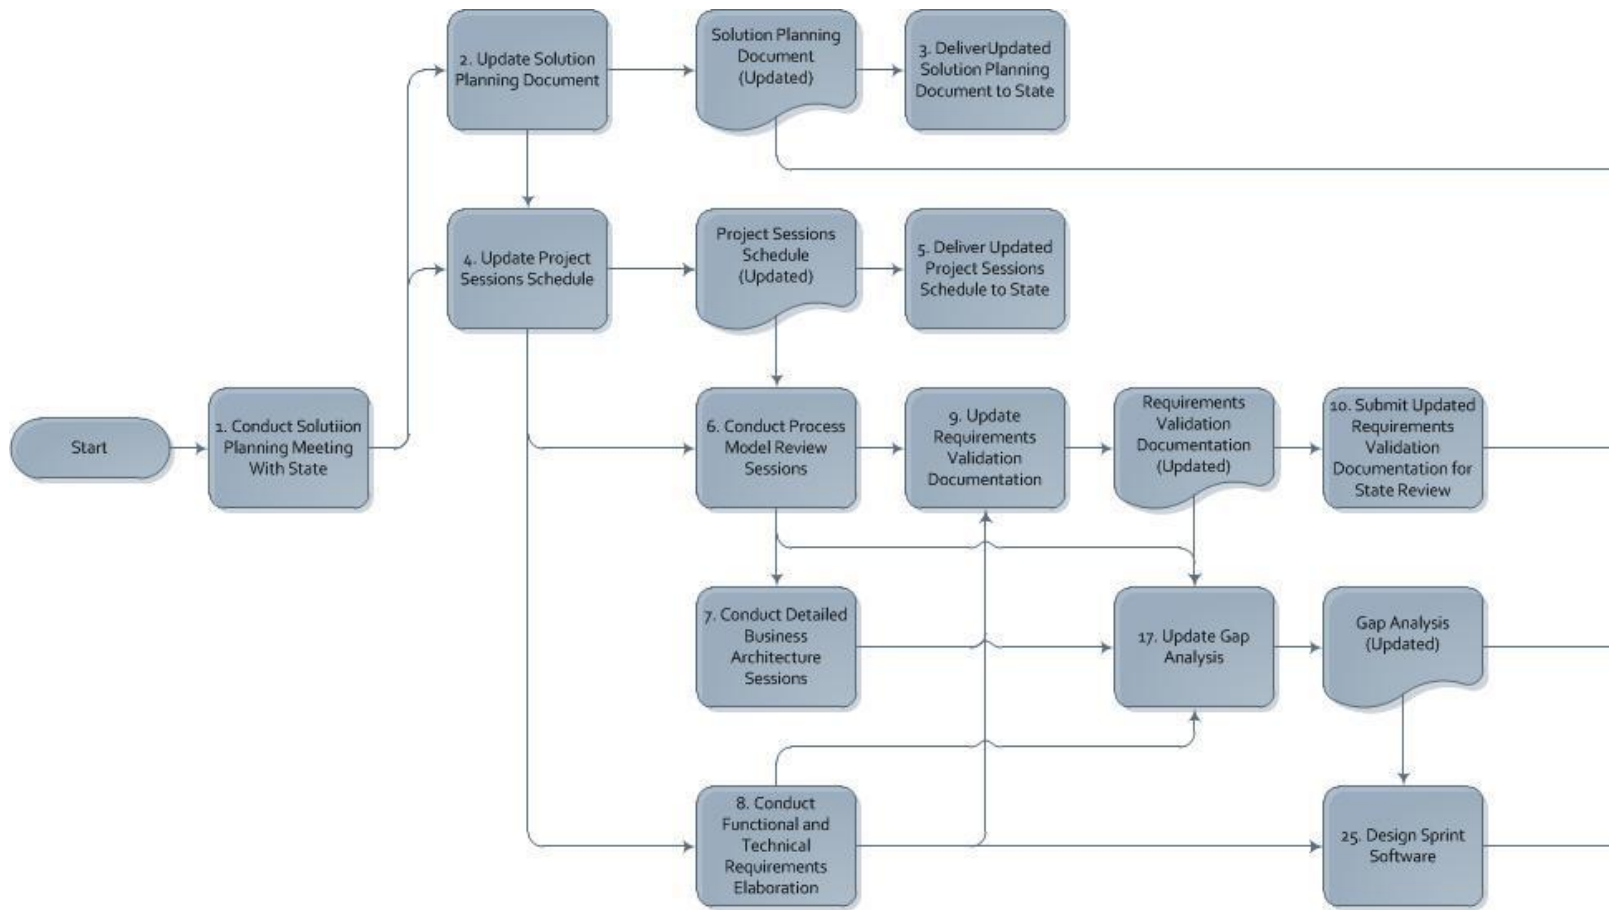 2. Update Solution
Planning Document
Solution Planning
Document
(Updated)
3. DeliverUpdated
Solution Planning
Document to State
4. Update Project
Sessions Schedule
Project Sessions
Schedule
(Updated)
5. Deliver Updated
Project Sessions
Schedule to State
Start
1. Conduct Solutiion
Planning Meeting
With State
6. Conduct Process
Model Review
Sessions
9. Update
Requirements
Validation
Documentation
Requirements
Validation
Documentation
(Updated)
10. Submit Updated
Requirements
Validation
Documentation for
State Review
7. Conduct Detailed
Business
Architecture
Sessions
17. Update Gap
Analysis
Gap Analysis
(Updated)
8. Conduct
Functional and
Technical
Requirements
Elaboration
25. Design Sprint
Software